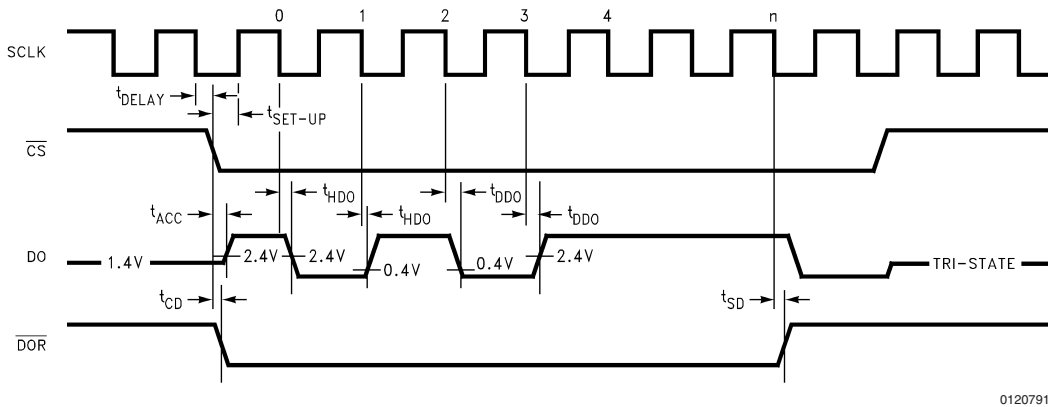 0 1 2 3 4 n
SCLK
tDELAY
tSET-UP
CS
tHDO
tHDO
tDDO
tDDO
tACC
DO
1.4V
2.4V
2.4V
0.4V
0.4V
2.4V
TRI-STATE
tCD
tSD
DOR
0120791